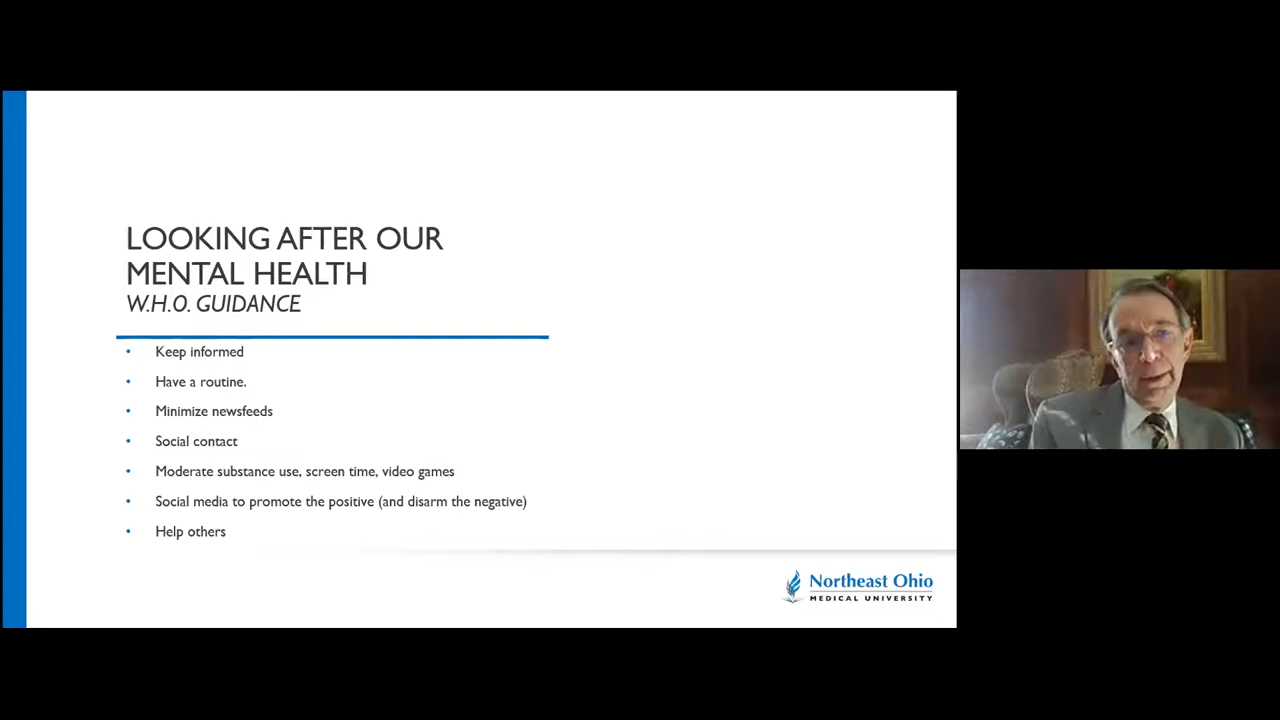 LOOKING AFTER OUR
MENTAL HEALTH
W.H.O. GUIDANCE
• Keep informed
• Have a routine.
• Minimize newsfeeds
• Social contact
• Moderate substance use, screen time, video games
• Social media to promote the positive (and disarm the negative)
• Help others
Northeast Ohio
MEDICAL UNIVERSITY